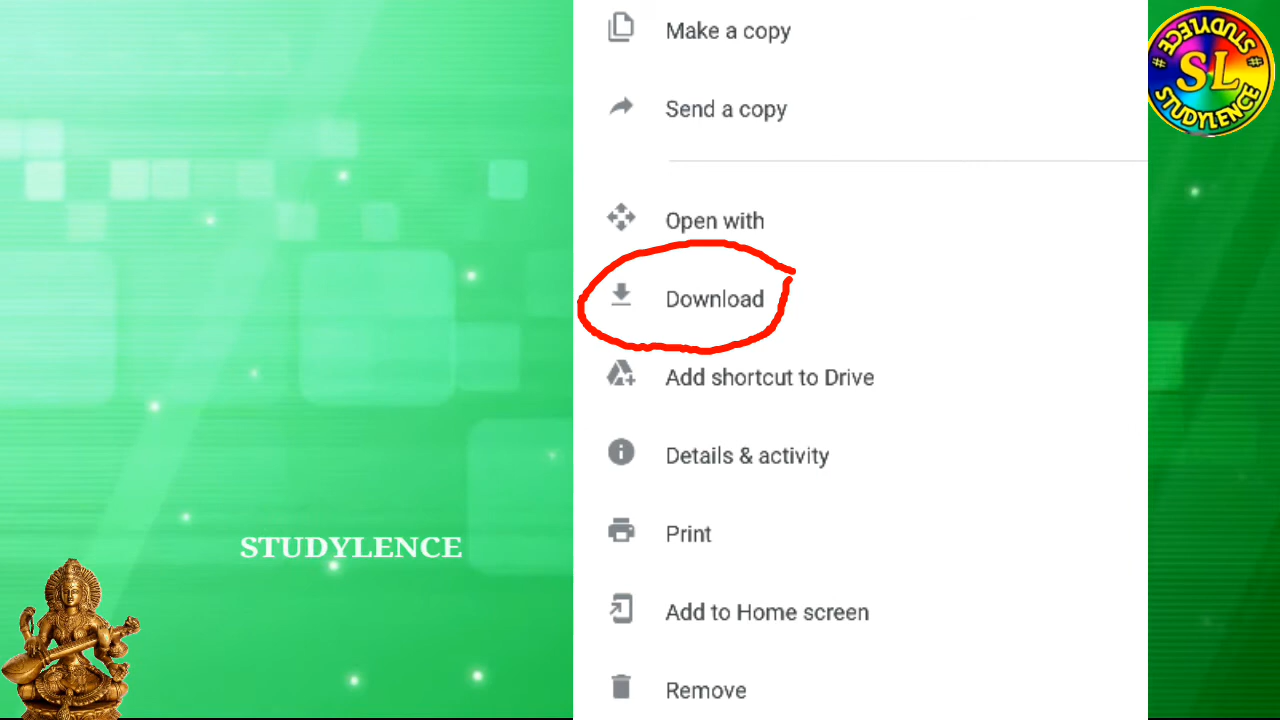 Make a copy
Send a copy
Open with
Download
Add shortcut to Drive
Details & activity
Print
Add to Home screen
Remove
STUDYLENCE
STUDYLECE
# SL #
STUDYLENCE